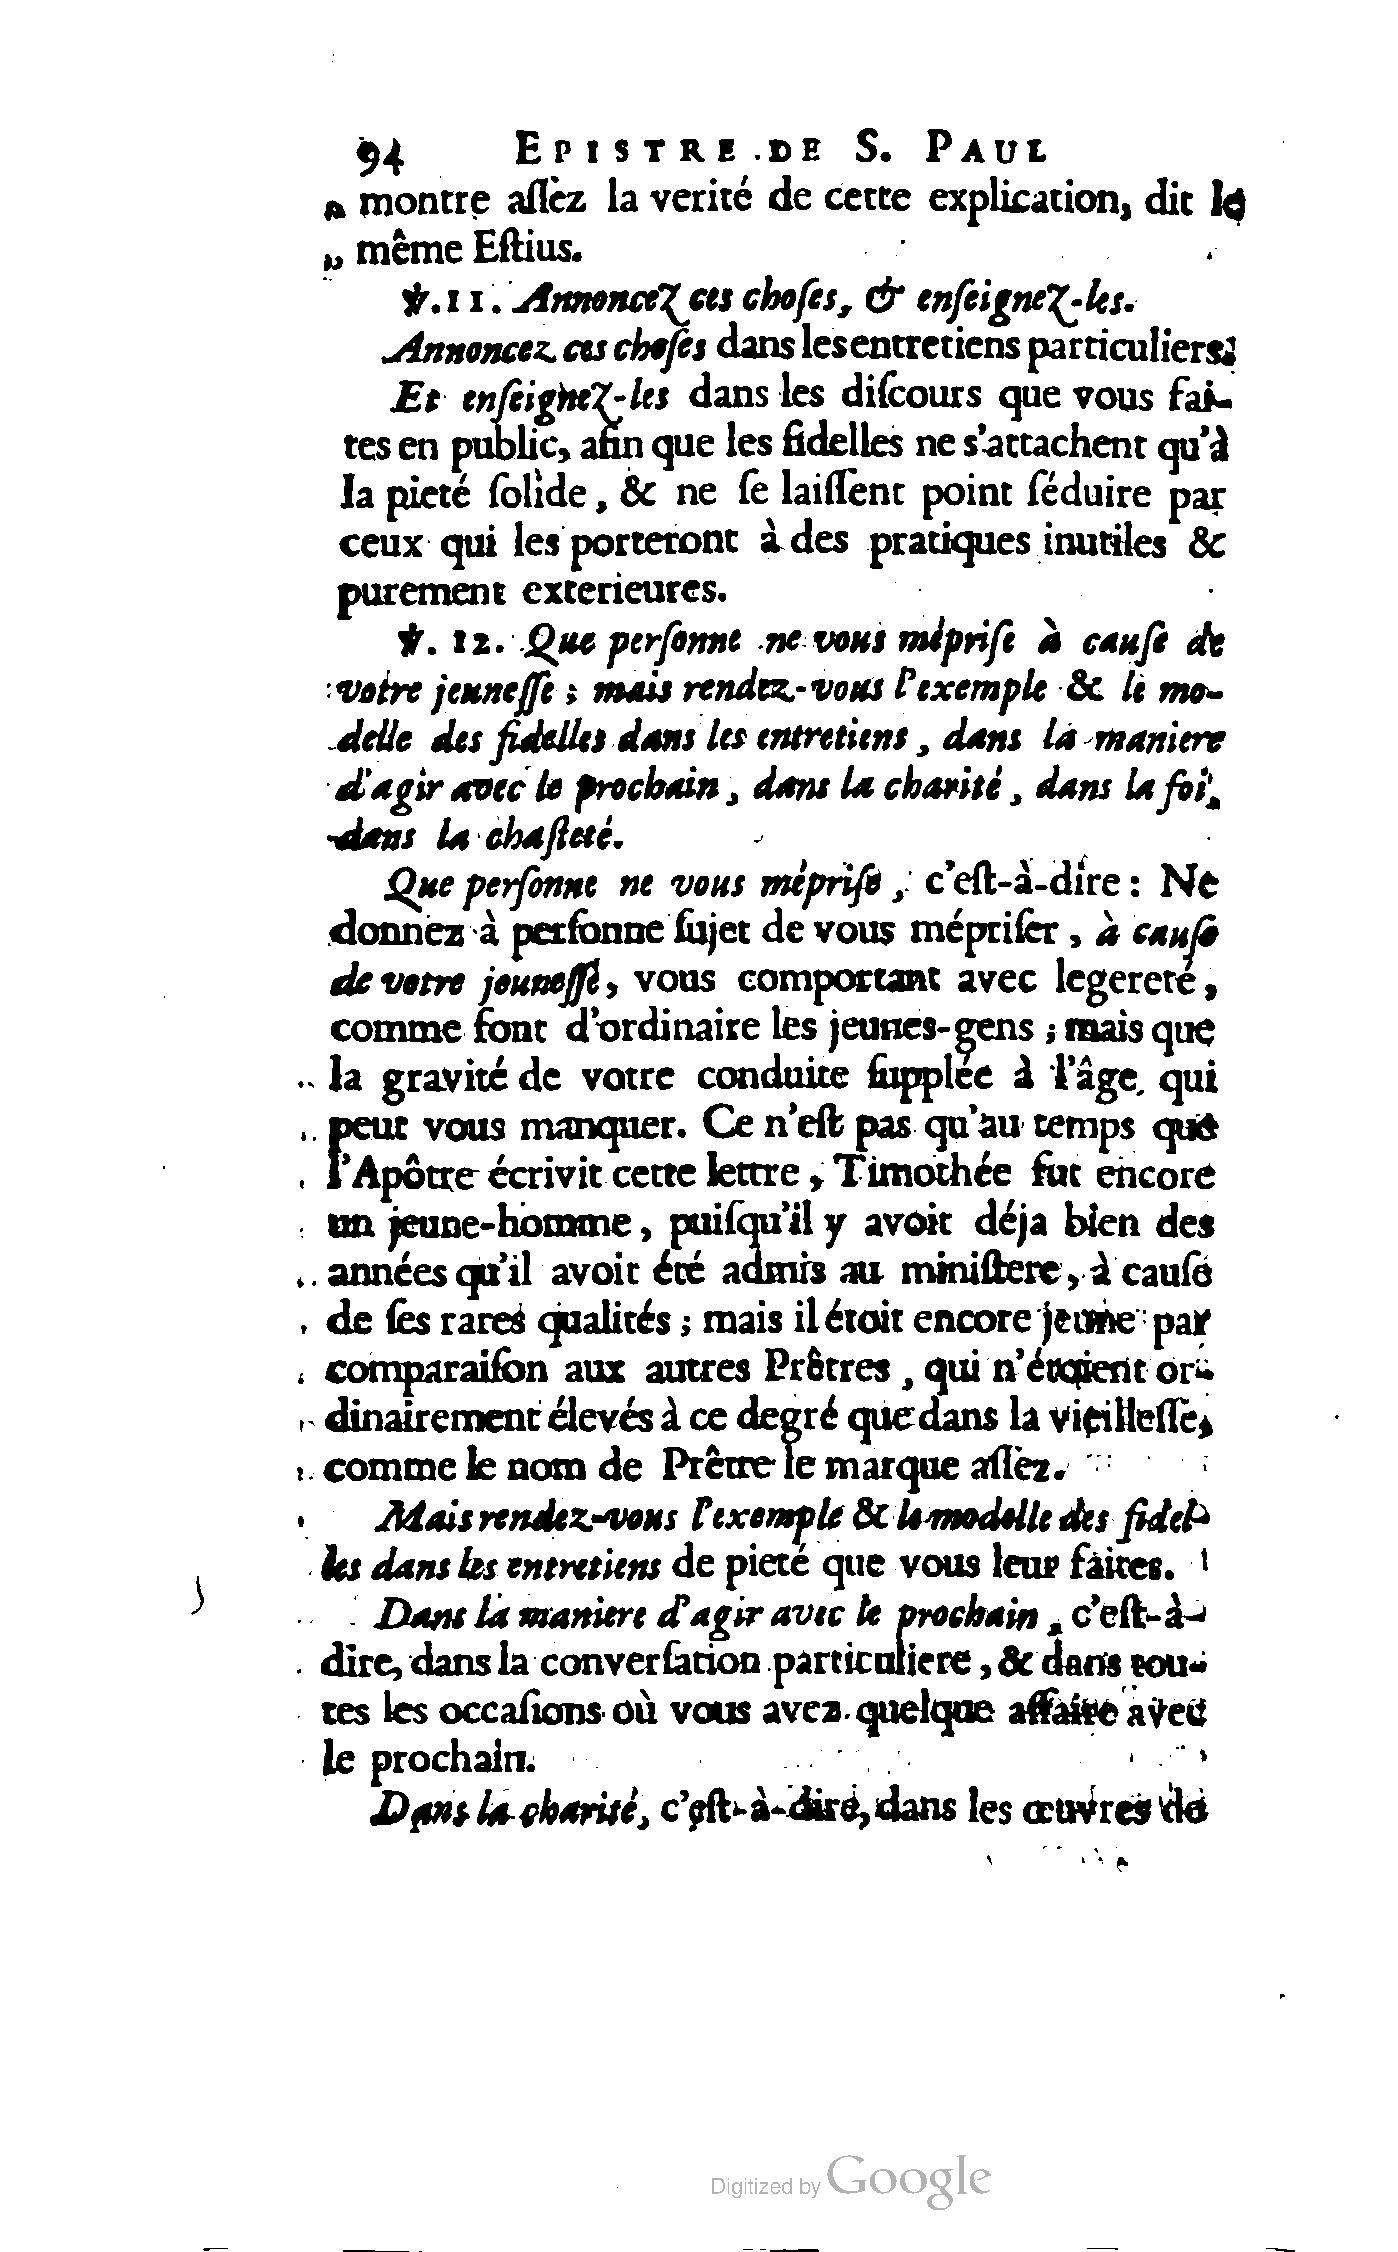 94 EPISTRE DE S. PAUL
„ montre aſſez la verité de cette explication, dit le
„ même Eſtius.
℣. 11. Annoncez ces choſes, & enſeignez-les.
Annoncez ces choſes dans les entretiens particuliers;
Et enſeignez-les dans les diſcours que vous fai-
tes en public, afin que les fidelles ne s'attachent qu'à
la pieté ſolide, & ne ſe laiſſent point ſéduire par
ceux qui les porteront à des pratiques inutiles &
purement exterieures.
℣. 12. Que perſonne ne vous mépriſe à cauſe de
votre jeuneſſe ; mais rendez-vous l'exemple & le mo-
delle des fidelles dans les entretiens, dans la maniere
d'agir avec le prochain, dans la charité, dans la foi,
dans la chaſteté.
Que perſonne ne vous mépriſe, c'eſt-à-dire : Ne
donnez à perſonne ſujet de vous mépriſer, à cauſe
de votre jeuneſſe, vous comportant avec legereté,
comme font d'ordinaire les jeunes-gens ; mais que
la gravité de votre conduite ſupplée à l'âge qui
peut vous manquer. Ce n'eſt pas qu'au temps que
l'Apôtre écrivit cette lettre, Timothée fut encore
un jeune-homme, puiſqu'il y avoit déja bien des
années qu'il avoit été admis au miniſtere, à cauſe
de ſes rares qualités ; mais il étoit encore jeune par
comparaiſon aux autres Prêtres, qui n'étoient or-
dinairement élevés à ce degré que dans la vieilleſſe,
comme le nom de Prêtre le marque aſſez.
Mais rendez-vous l'exemple & le modelle des fidel-
les dans les entretiens de pieté que vous leur faites.
Dans la maniere d'agir avec le prochain, c'eſt-à-
dire, dans la converſation particuliere, & dans tou-
tes les occaſions où vous avez quelque affaire avec
le prochain.
Dans la charité, c'eſt-à-dire, dans les œuvres de
Digitized by Google